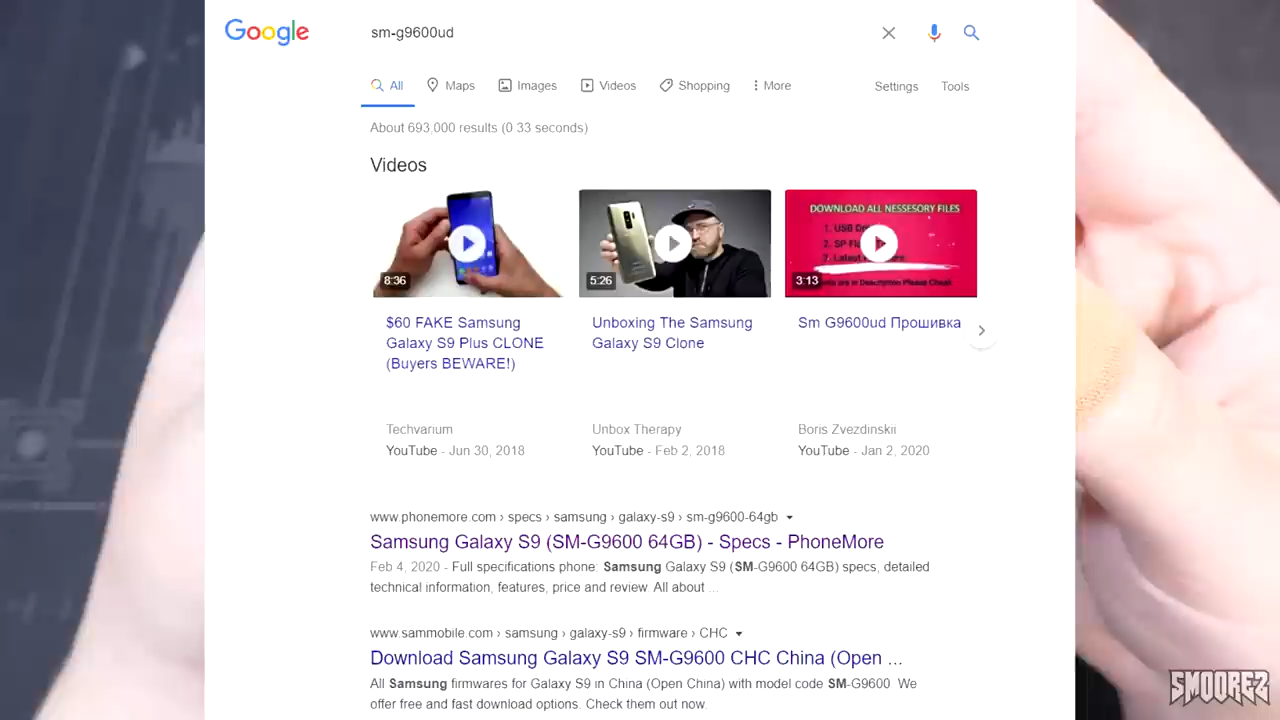 Google
sm-g9600ud
All Maps Images Videos Shopping More Settings Tools
About 693,000 results (0 33 seconds)
Videos
DOWNLOAD ALL NESSESORY FILES
1. USB
2. SP
3. Latest
8:36
5:26
3:13
$60 FAKE Samsung
Galaxy S9 Plus CLONE
(Buyers BEWARE!)
Techvarium
YouTube - Jun 30, 2018
Unboxing The Samsung
Galaxy S9 Clone
Unbox Therapy
YouTube - Feb 2, 2018
Sm G9600ud Прошивка
Boris Zvezdinskii
YouTube - Jan 2, 2020
www.phonemore.com › specs › samsung › galaxy-s9 › sm-g9600-64gb
Samsung Galaxy S9 (SM-G9600 64GB) - Specs - PhoneMore
Feb 4, 2020 - Full specifications phone: Samsung Galaxy S9 (SM-G9600 64GB) specs, detailed
technical information, features, price and review. All about ...
www.sammobile.com › samsung › galaxy-s9 › firmware › CHC
Download Samsung Galaxy S9 SM-G9600 CHC China (Open ...
All Samsung firmwares for Galaxy S9 in China (Open China) with model code SM-G9600 We
offer free and fast download options. Check them out now.
SMOOREZ